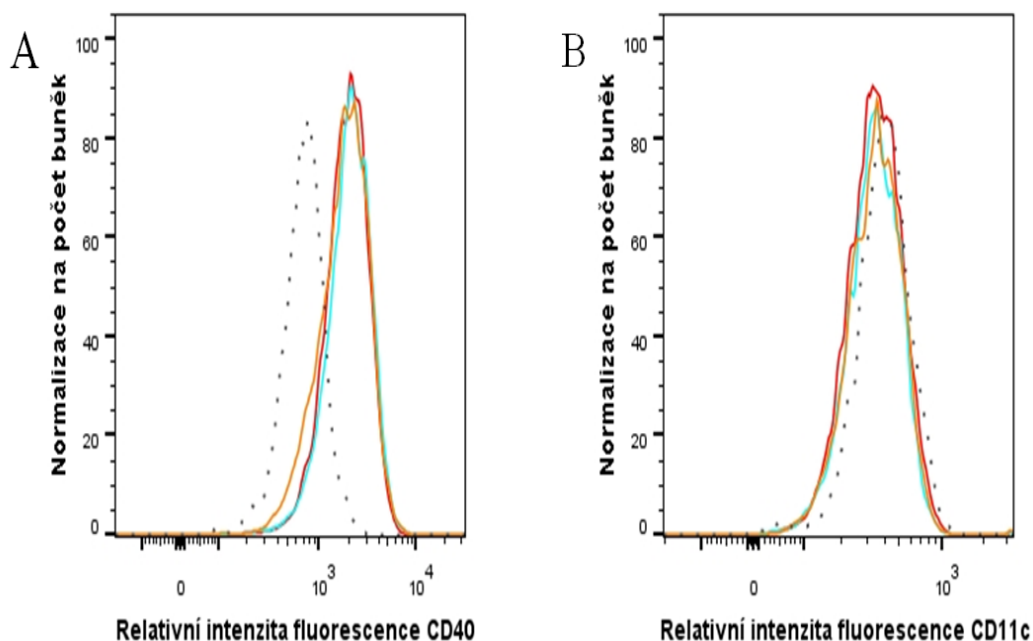 A
Normalizace na počet buněk
100
80
60
40
20
0
0
10³
10⁴
Relativní intenzita fluorescence CD40
B
Normalizace na počet buněk
100
80
60
40
20
0
0
10³
Relativní intenzita fluorescence CD11c